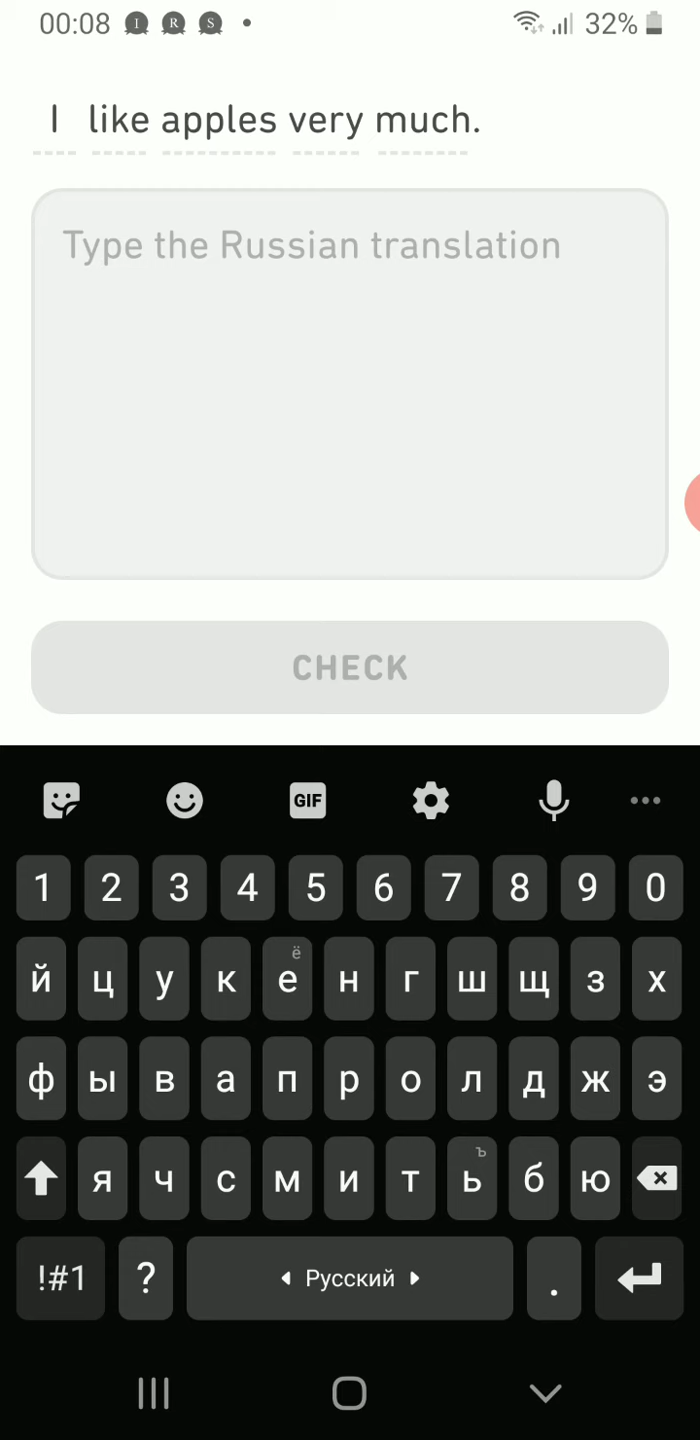 00:08 I R S • 32%
I like apples very much.
Type the Russian translation
CHECK
GIF
1 2 3 4 5 6 7 8 9 0
ё
й ц у к е н г ш щ з х
ф ы в а п р о л д ж э
ъ
я ч с м и т ь б ю
!#1 ? Русский .